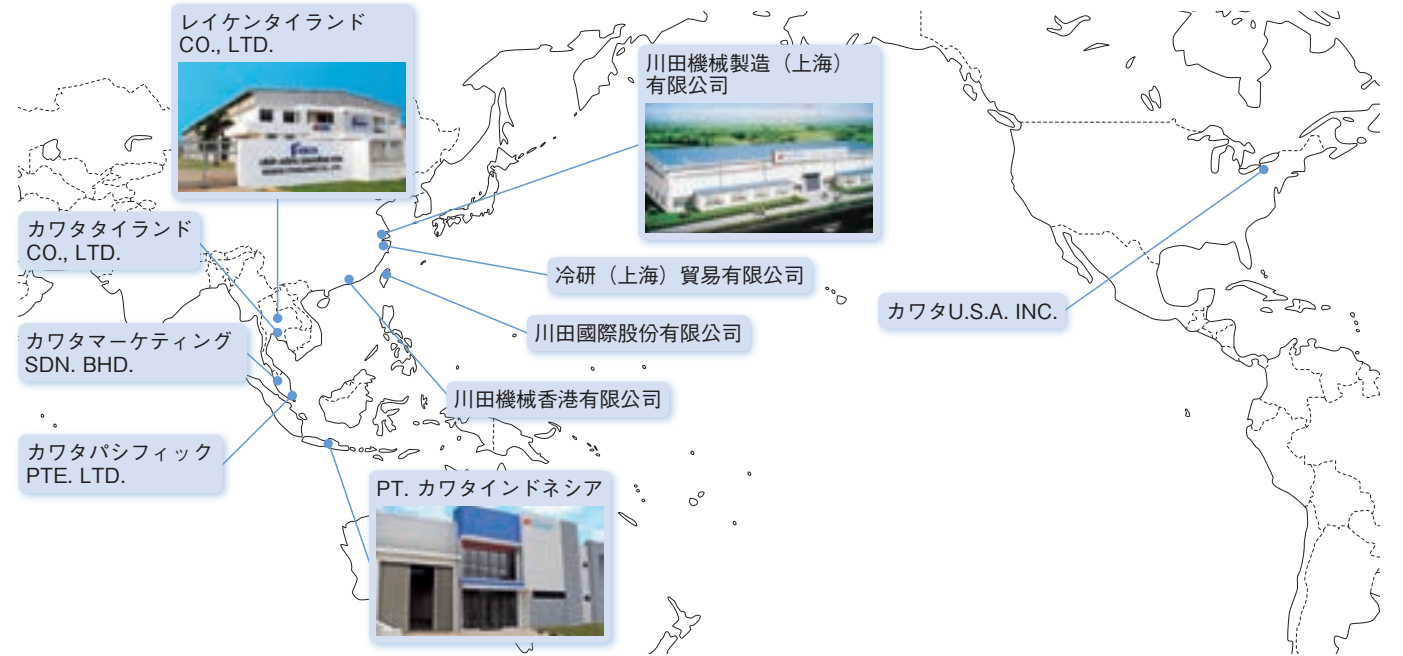 レイケンタイランド
CO., LTD.
川田機械製造（上海）
有限公司
カワタタイランド
CO., LTD.
冷研（上海）貿易有限公司
カワタU.S.A. INC.
川田國際股份有限公司
カワタマーケティング
SDN. BHD.
川田機械香港有限公司
カワタパシフィック
PTE. LTD.
PT. カワタインドネシア